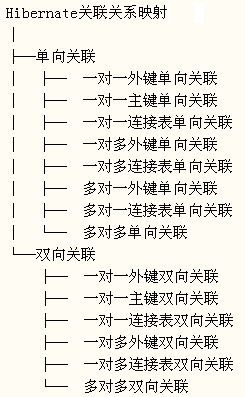 Hibernate关联关系映射
单向关联
一对一外键单向关联
一对一主键单向关联
一对一连接表单向关联
一对多外键单向关联
一对多连接表单向关联
多对一外键单向关联
多对一连接表单向关联
多对多单向关联
双向关联
一对一外键双向关联
一对一主键双向关联
一对一连接表双向关联
一对多外键双向关联
一对多连接表双向关联
多对多双向关联